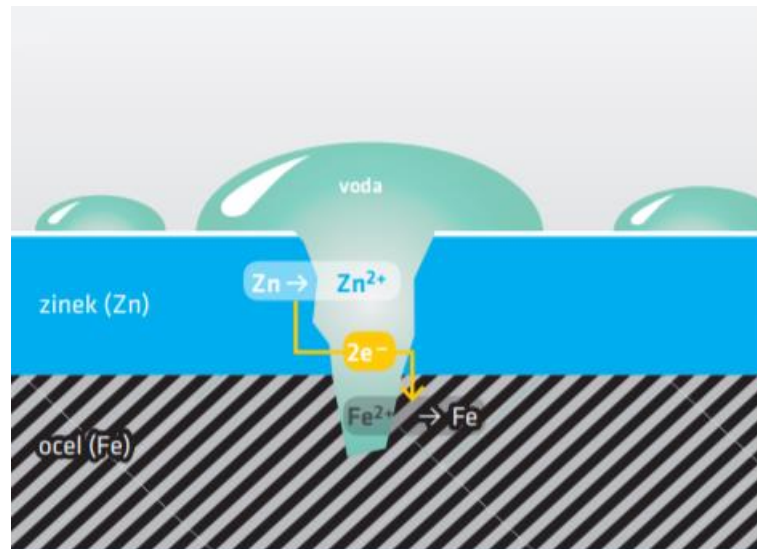 voda
Zn → Zn²⁺
zinek (Zn)
2e⁻
Fe²⁺ → Fe
ocel (Fe)